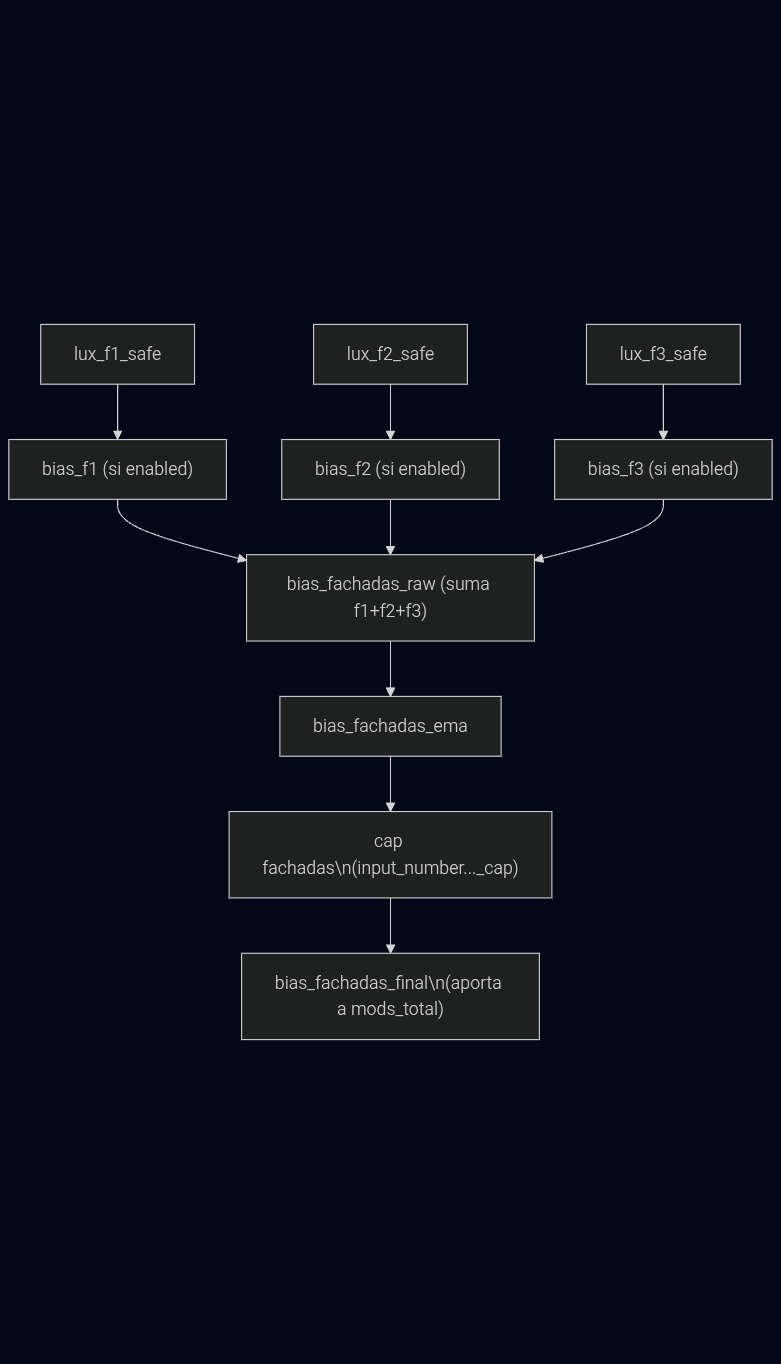 lux_f1_safe
lux_f2_safe
lux_f3_safe
bias_f1 (si enabled)
bias_f2 (si enabled)
bias_f3 (si enabled)
bias_fachadas_raw (suma
f1+f2+f3)
bias_fachadas_ema
cap
fachadas\n(input_number..._cap)
bias_fachadas_final\n(aporta
a mods_total)